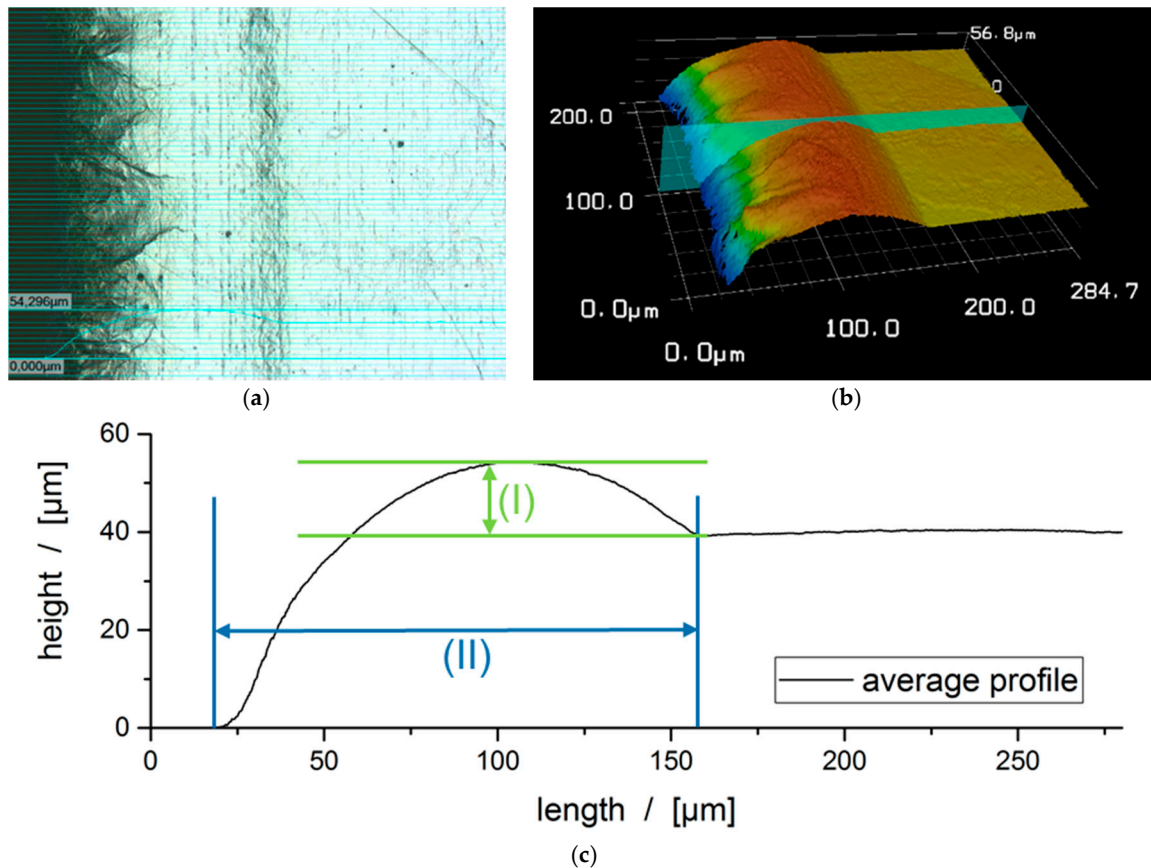 54,296µm
0,000µm
(a)
56.8µm
0
200.0
100.0
0.0µm
0.0µm
100.0
200.0
284.7
(b)
60
40
20
0
height / [µm]
(I)
(II)
average profile
0
50
100
150
200
250
length / [µm]
(c)